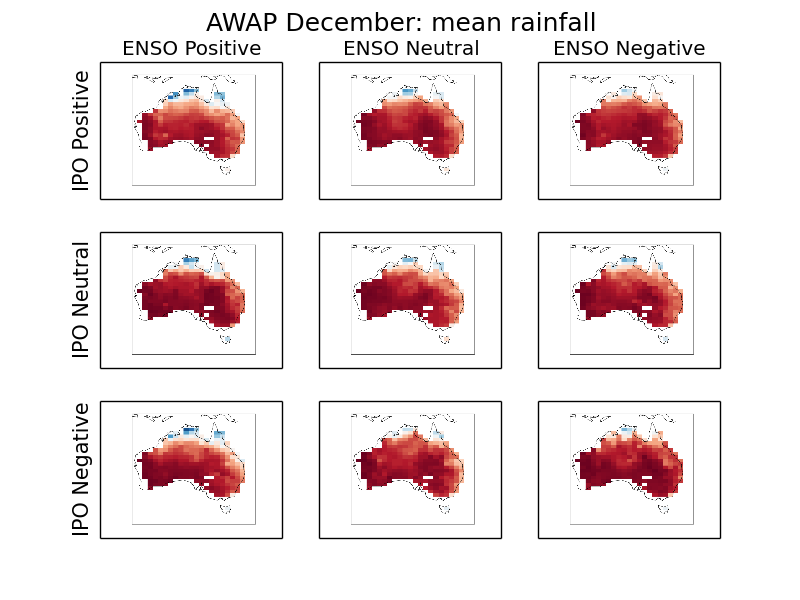 AWAP December: mean rainfall
ENSO Positive
ENSO Neutral
ENSO Negative
IPO Positive
IPO Neutral
IPO Negative